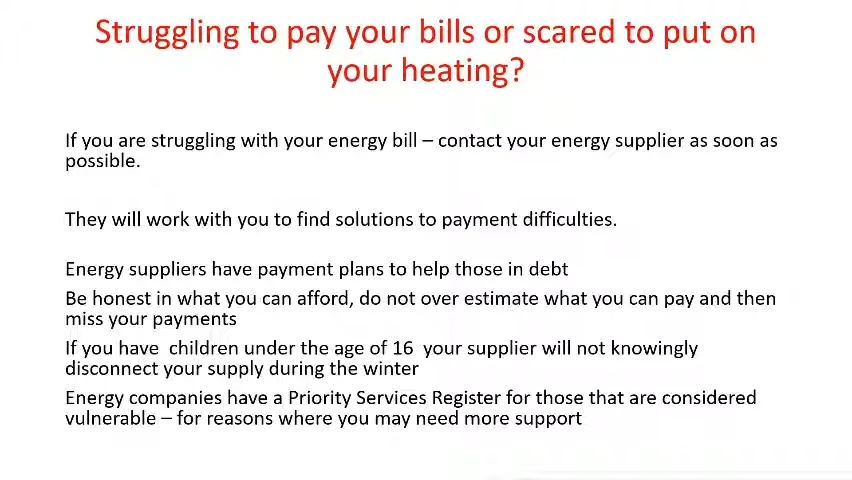 Struggling to pay your bills or scared to put on
your heating?
If you are struggling with your energy bill – contact your energy supplier as soon as
possible.
They will work with you to find solutions to payment difficulties.
Energy suppliers have payment plans to help those in debt
Be honest in what you can afford, do not over estimate what you can pay and then
miss your payments
If you have  children under the age of 16  your supplier will not knowingly
disconnect your supply during the winter
Energy companies have a Priority Services Register for those that are considered
vulnerable – for reasons where you may need more support